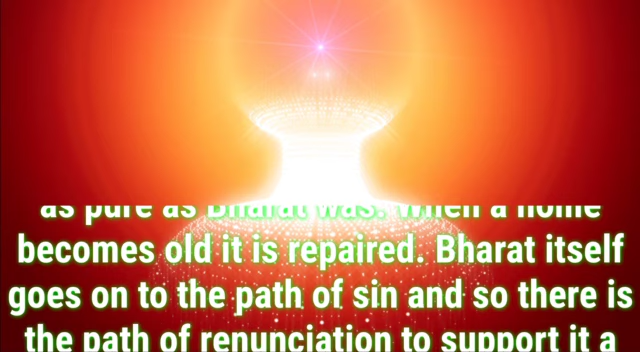 as pure as Bharat was. When a home
becomes old it is repaired. Bharat itself
goes on to the path of sin and so there is
the path of renunciation to support it a